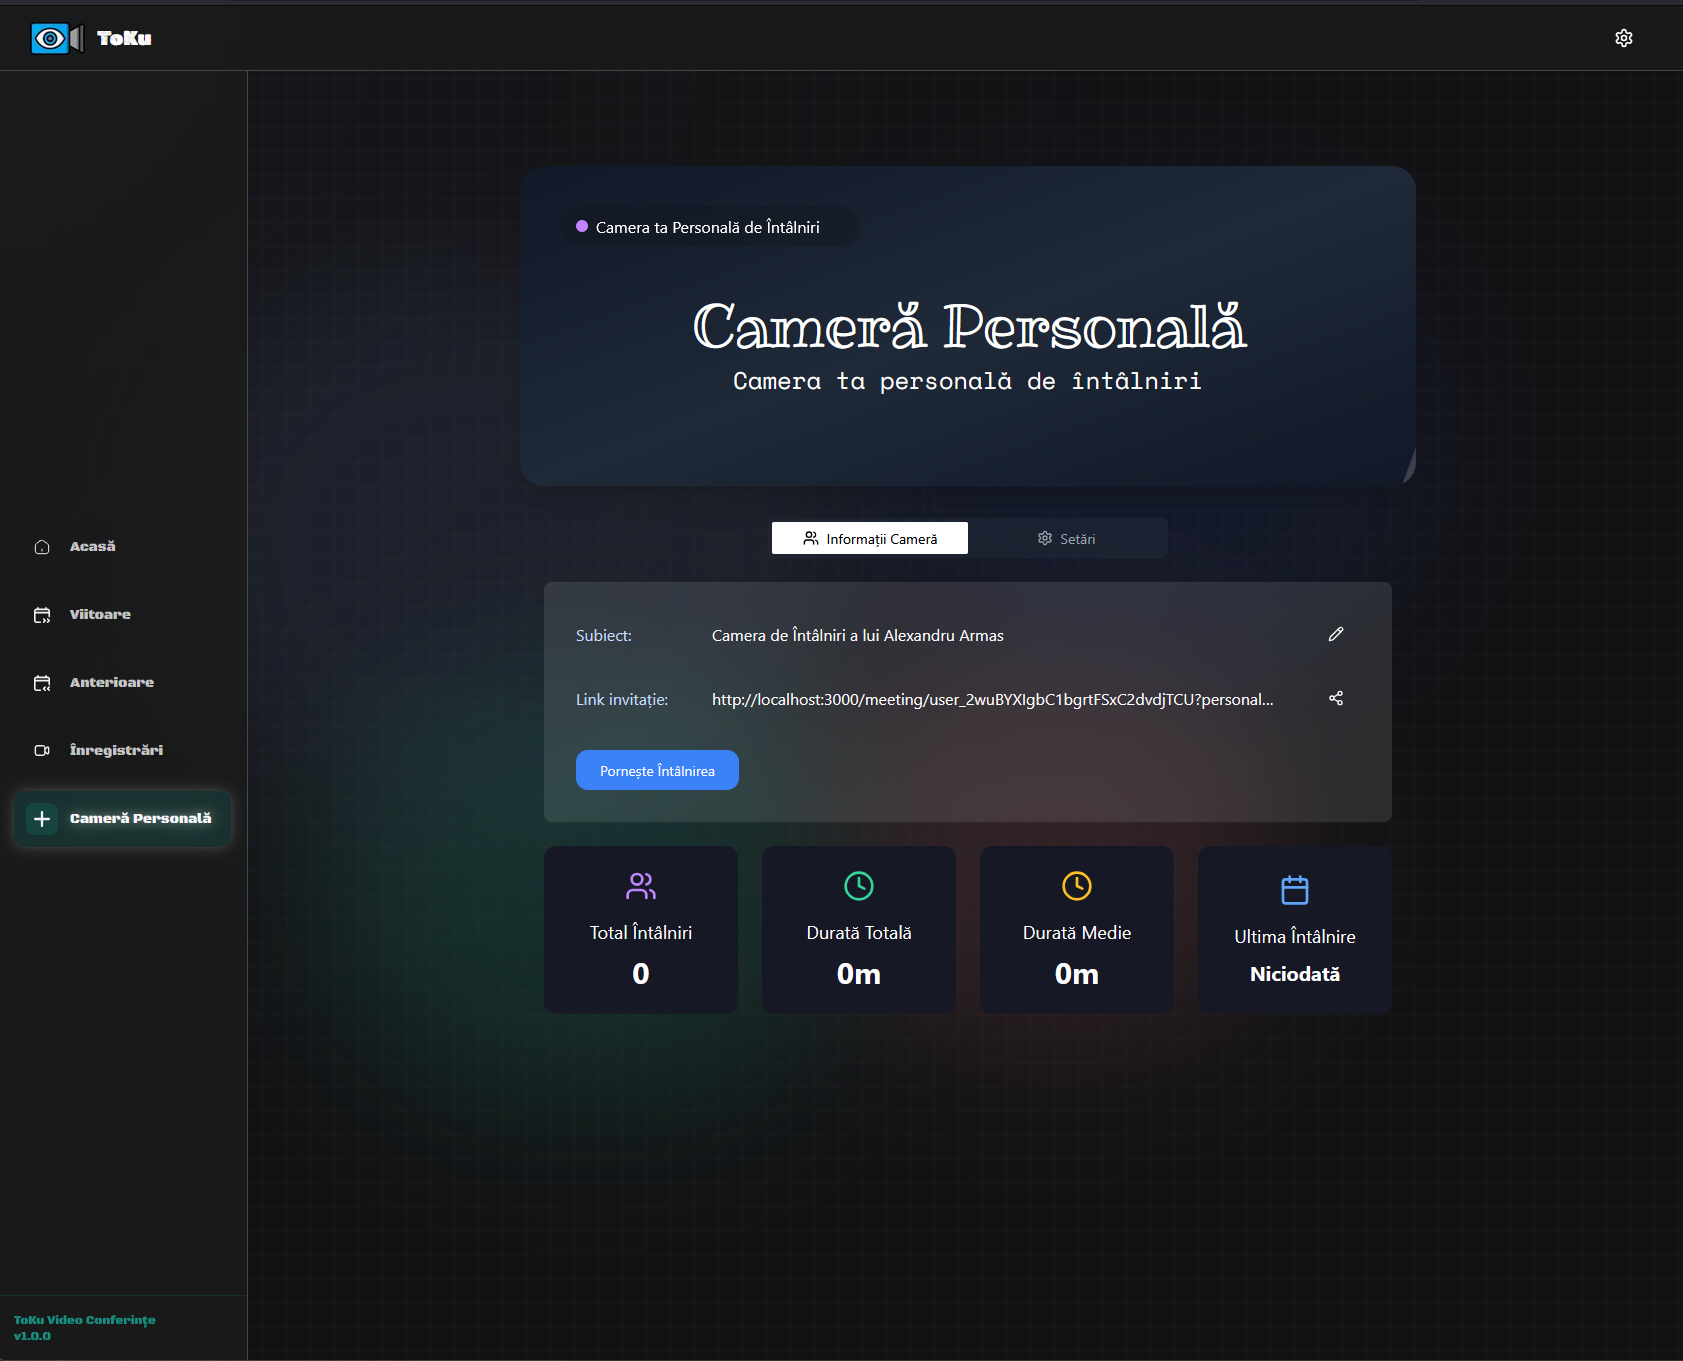 ToKu
Acasă
Viitoare
Anterioare
Înregistrări
Cameră Personală
ToKu Video Conferințe
v1.0.0
Camera ta Personală de Întâlniri
Cameră Personală
Camera ta personală de întâlniri
Informații Cameră
Setări
Subiect: Camera de Întâlniri a lui Alexandru Armas
Link invitație: http://localhost:3000/meeting/user_2wuBYXIgbC1bgrtFSxC2dvdjTCU?personal...
Pornește Întâlnirea
Total Întâlniri
0
Durată Totală
0m
Durată Medie
0m
Ultima Întâlnire
Niciodată